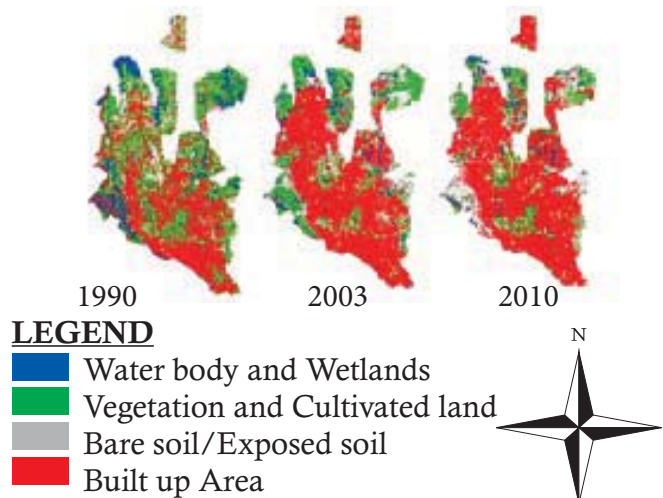 1990 2003 2010
LEGEND
N
Water body and Wetlands
Vegetation and Cultivated land
Bare soil/Exposed soil
Built up Area